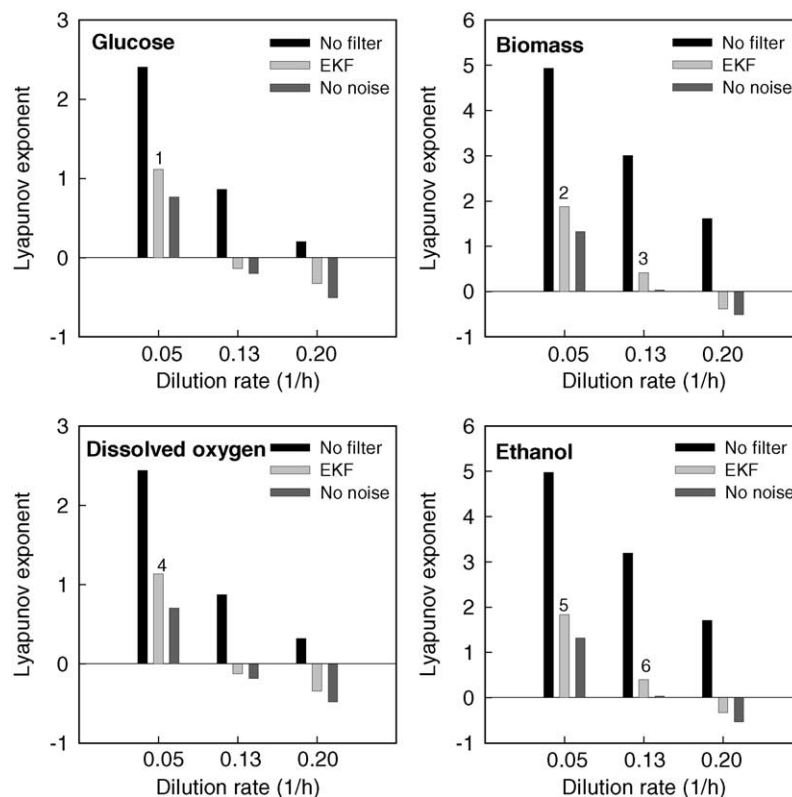 Glucose
No filter
EKF
No noise
3
2
1
0
-1
1
Lyapunov exponent
0.05 0.13 0.20
Dilution rate (1/h)
Biomass
No filter
EKF
No noise
6
5
4
3
2
1
0
-1
2
3
Lyapunov exponent
0.05 0.13 0.20
Dilution rate (1/h)
Dissolved oxygen
No filter
EKF
No noise
3
2
1
0
-1
4
Lyapunov exponent
0.05 0.13 0.20
Dilution rate (1/h)
Ethanol
No filter
EKF
No noise
6
5
4
3
2
1
0
-1
5
6
Lyapunov exponent
0.05 0.13 0.20
Dilution rate (1/h)